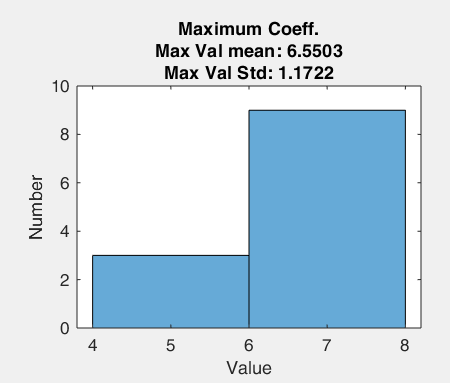 Maximum Coeff.
Max Val mean: 6.5503
Max Val Std: 1.1722
10
8
6
4
2
0
Number
4 5 6 7 8
Value